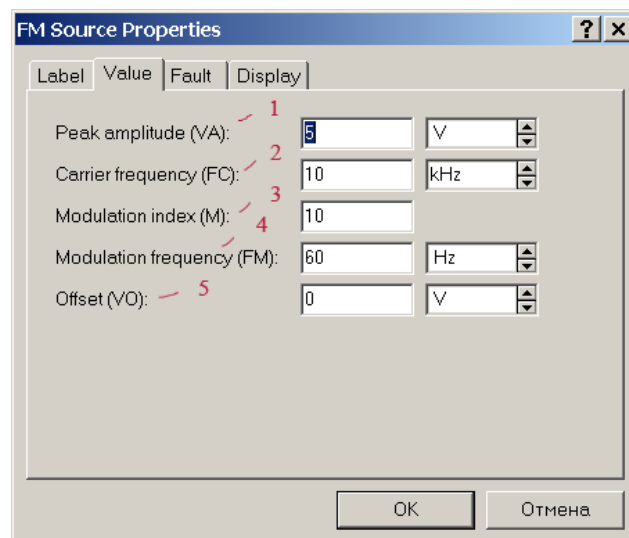 FM Source Properties ? ×
Label Value Fault Display
1
Peak amplitude (VA): 5 V
2
Carrier frequency (FC): 10 kHz
3
Modulation index (M): 10
4
Modulation frequency (FM): 60 Hz
Offset (VO): 5 0 V
OK Отмена